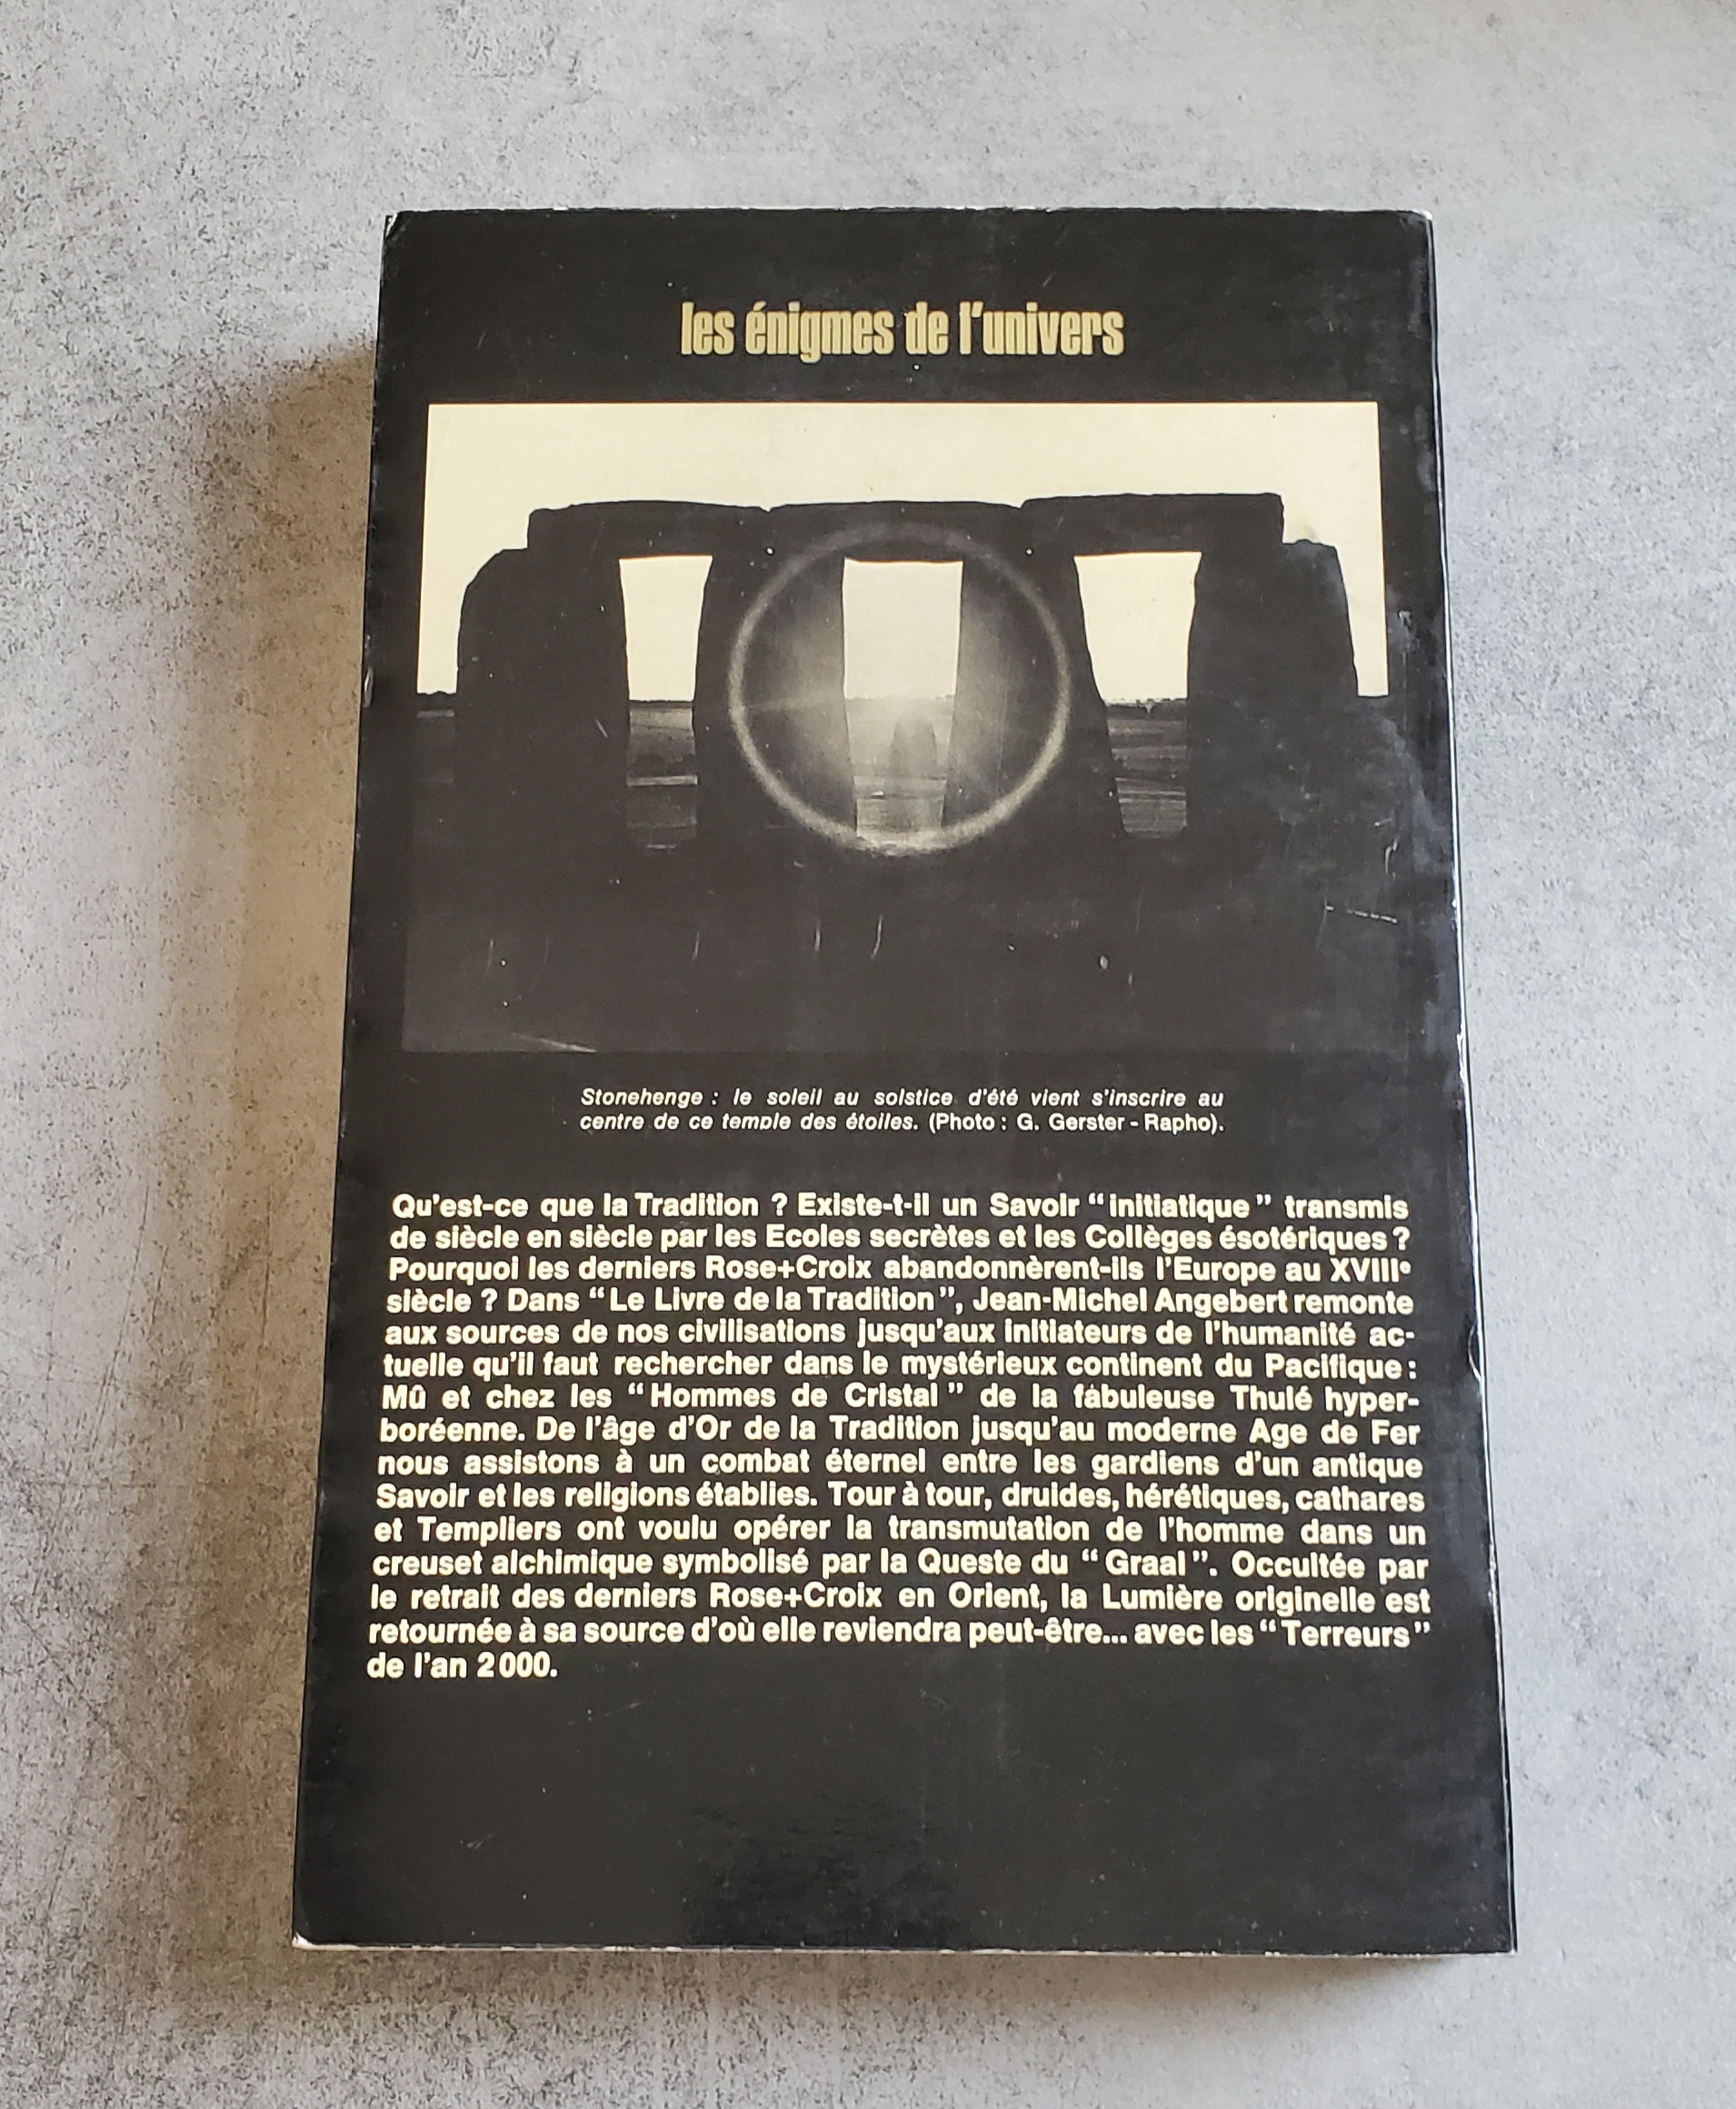 les énigmes de l'univers
Stonehenge : le soleil au solstice d'été vient s'inscrire au
centre de ce temple des étoiles. (Photo : G. Gerster - Rapho).
Qu'est-ce que la Tradition ? Existe-t-il un Savoir “initiatique” transmis
de siècle en siècle par les Ecoles secrètes et les Collèges ésotériques ?
Pourquoi les derniers Rose+Croix abandonnèrent-ils l'Europe au XVIIIe
siècle ? Dans “Le Livre de la Tradition”, Jean-Michel Angebert remonte
aux sources de nos civilisations jusqu'aux initiateurs de l'humanité ac-
tuelle qu'il faut rechercher dans le mystérieux continent du Pacifique :
Mû et chez les “Hommes de Cristal” de la fabuleuse Thulé hyper-
boréenne. De l'âge d'Or de la Tradition jusqu'au moderne Age de Fer
nous assistons à un combat éternel entre les gardiens d'un antique
Savoir et les religions établies. Tour à tour, druides, hérétiques, cathares
et Templiers ont voulu opérer la transmutation de l'homme dans un
creuset alchimique symbolisé par la Queste du “Graal”. Occultée par
le retrait des derniers Rose+Croix en Orient, la Lumière originelle est
retournée à sa source d'où elle reviendra peut-être... avec les “Terreurs”
de l'an 2000.